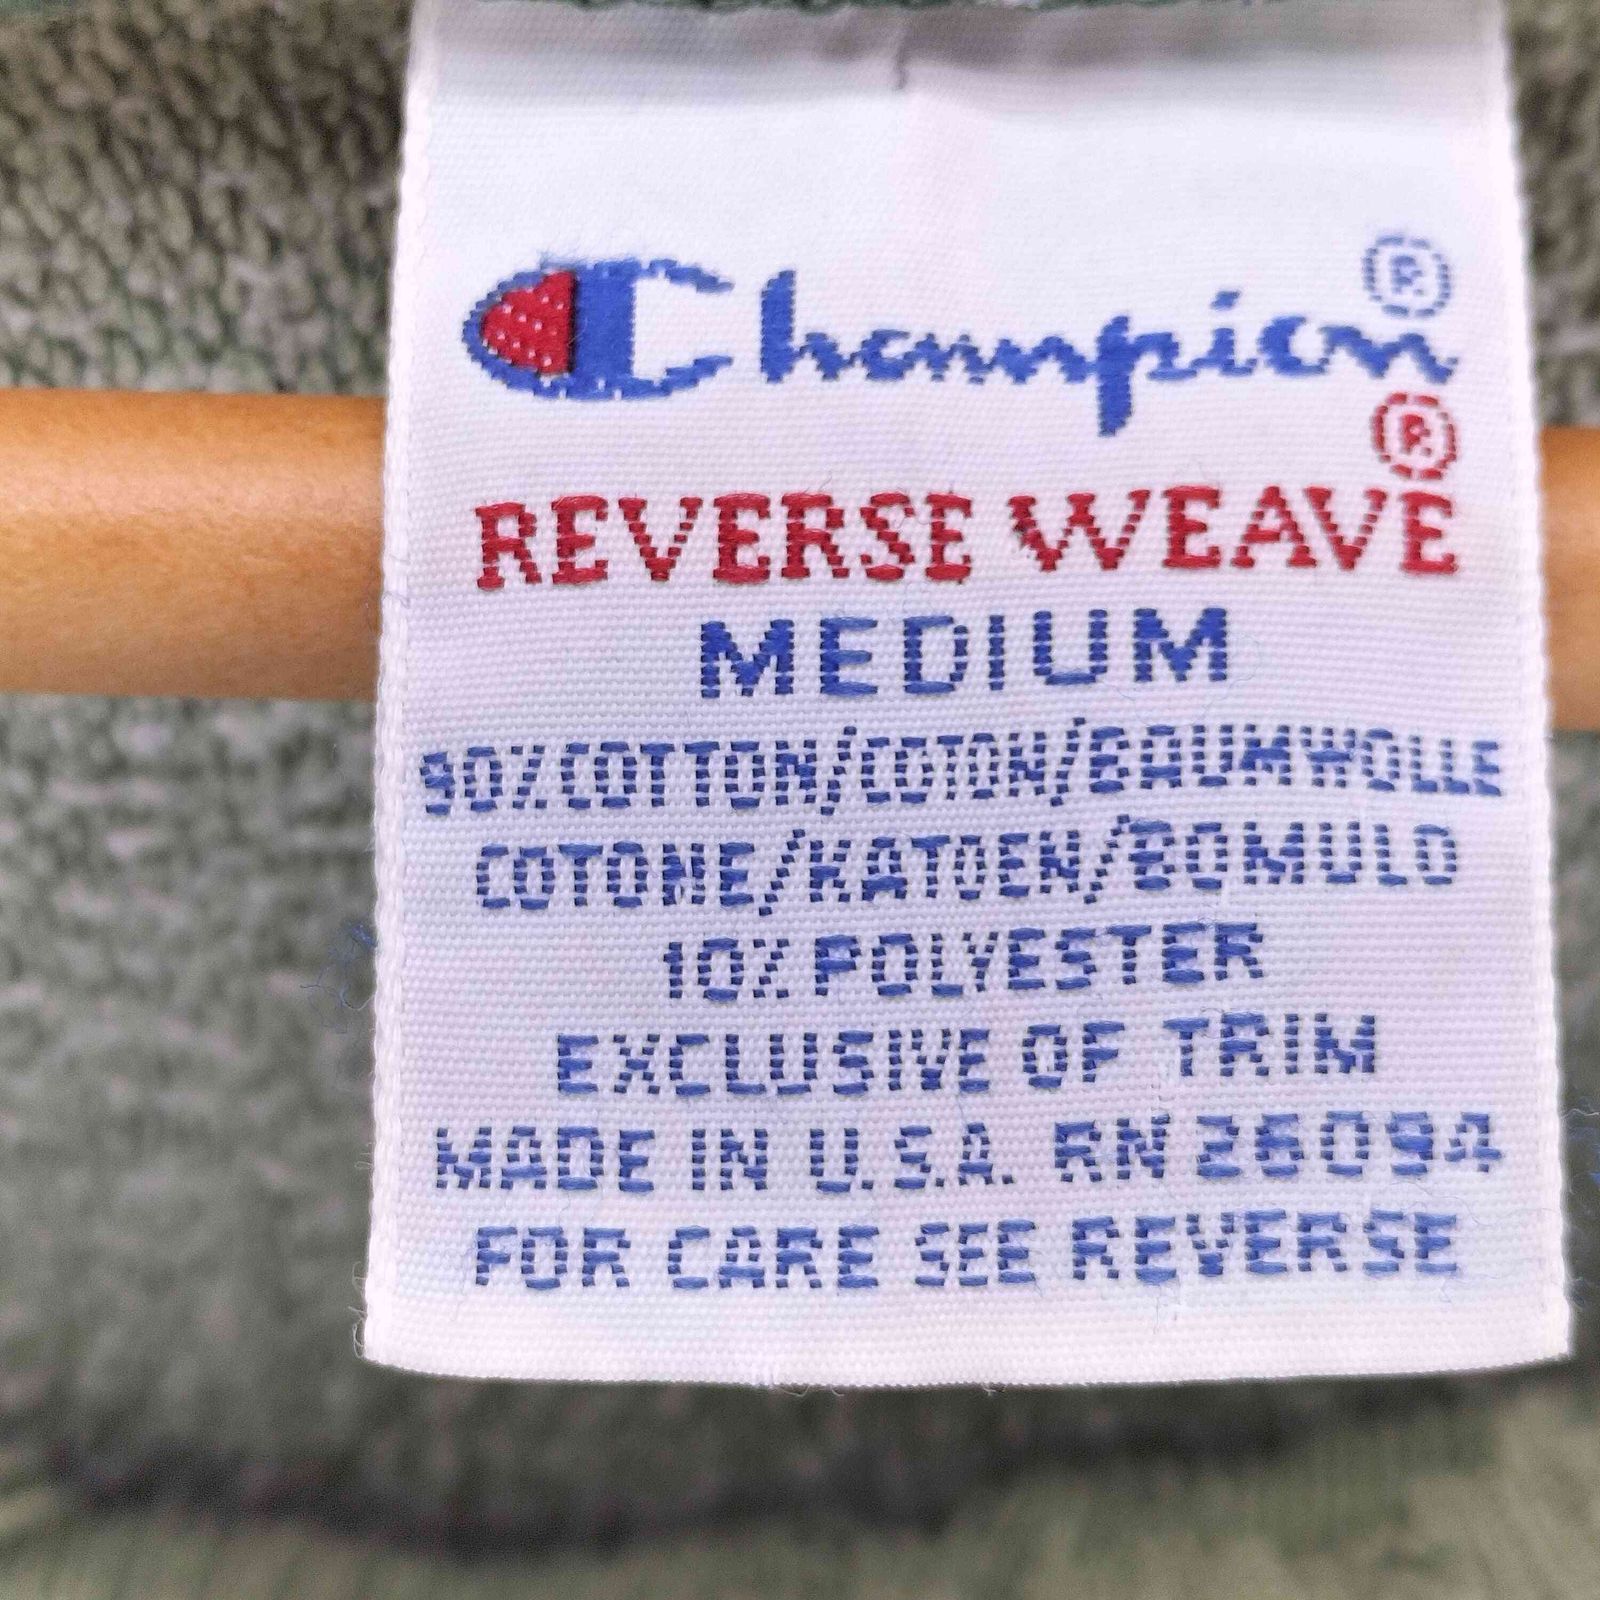 Champion®
REVERSE WEAVE®
MEDIUM
90% COTTON/COTON/BAUMWOLLE
COTONE/KATOEN/BOMULD
10% POLYESTER
EXCLUSIVE OF TRIM
MADE IN U.S.A. RN 26094
FOR CARE SEE REVERSE